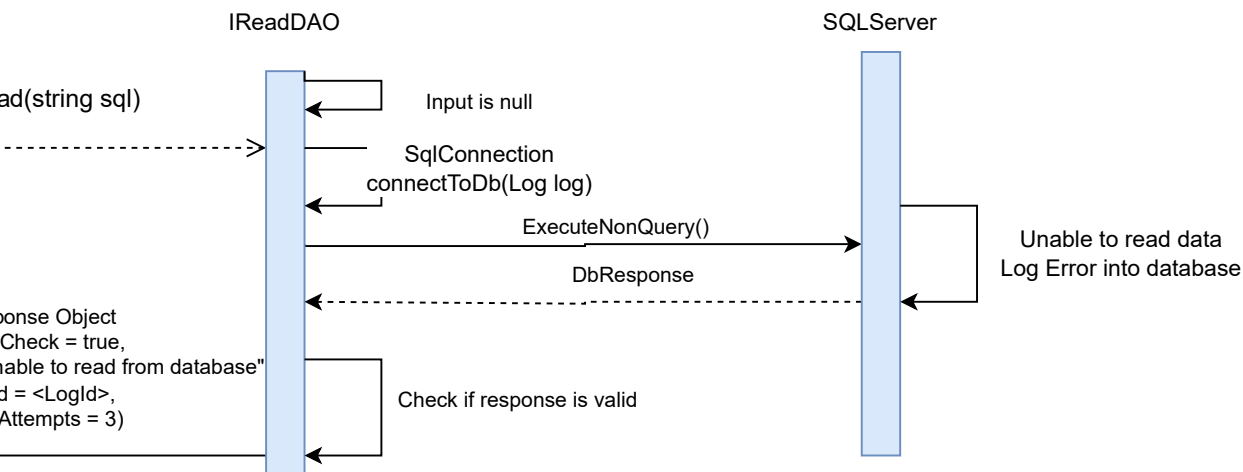 IReadDAO
SQLServer
ad(string sql)
Input is null
SqlConnection
connectToDb(Log log)
ExecuteNonQuery()
Unable to read data
Log Error into database
DbResponse
ponse Object
Check = true,
nable to read from database"
d = <LogId>,
Attempts = 3)
Check if response is valid